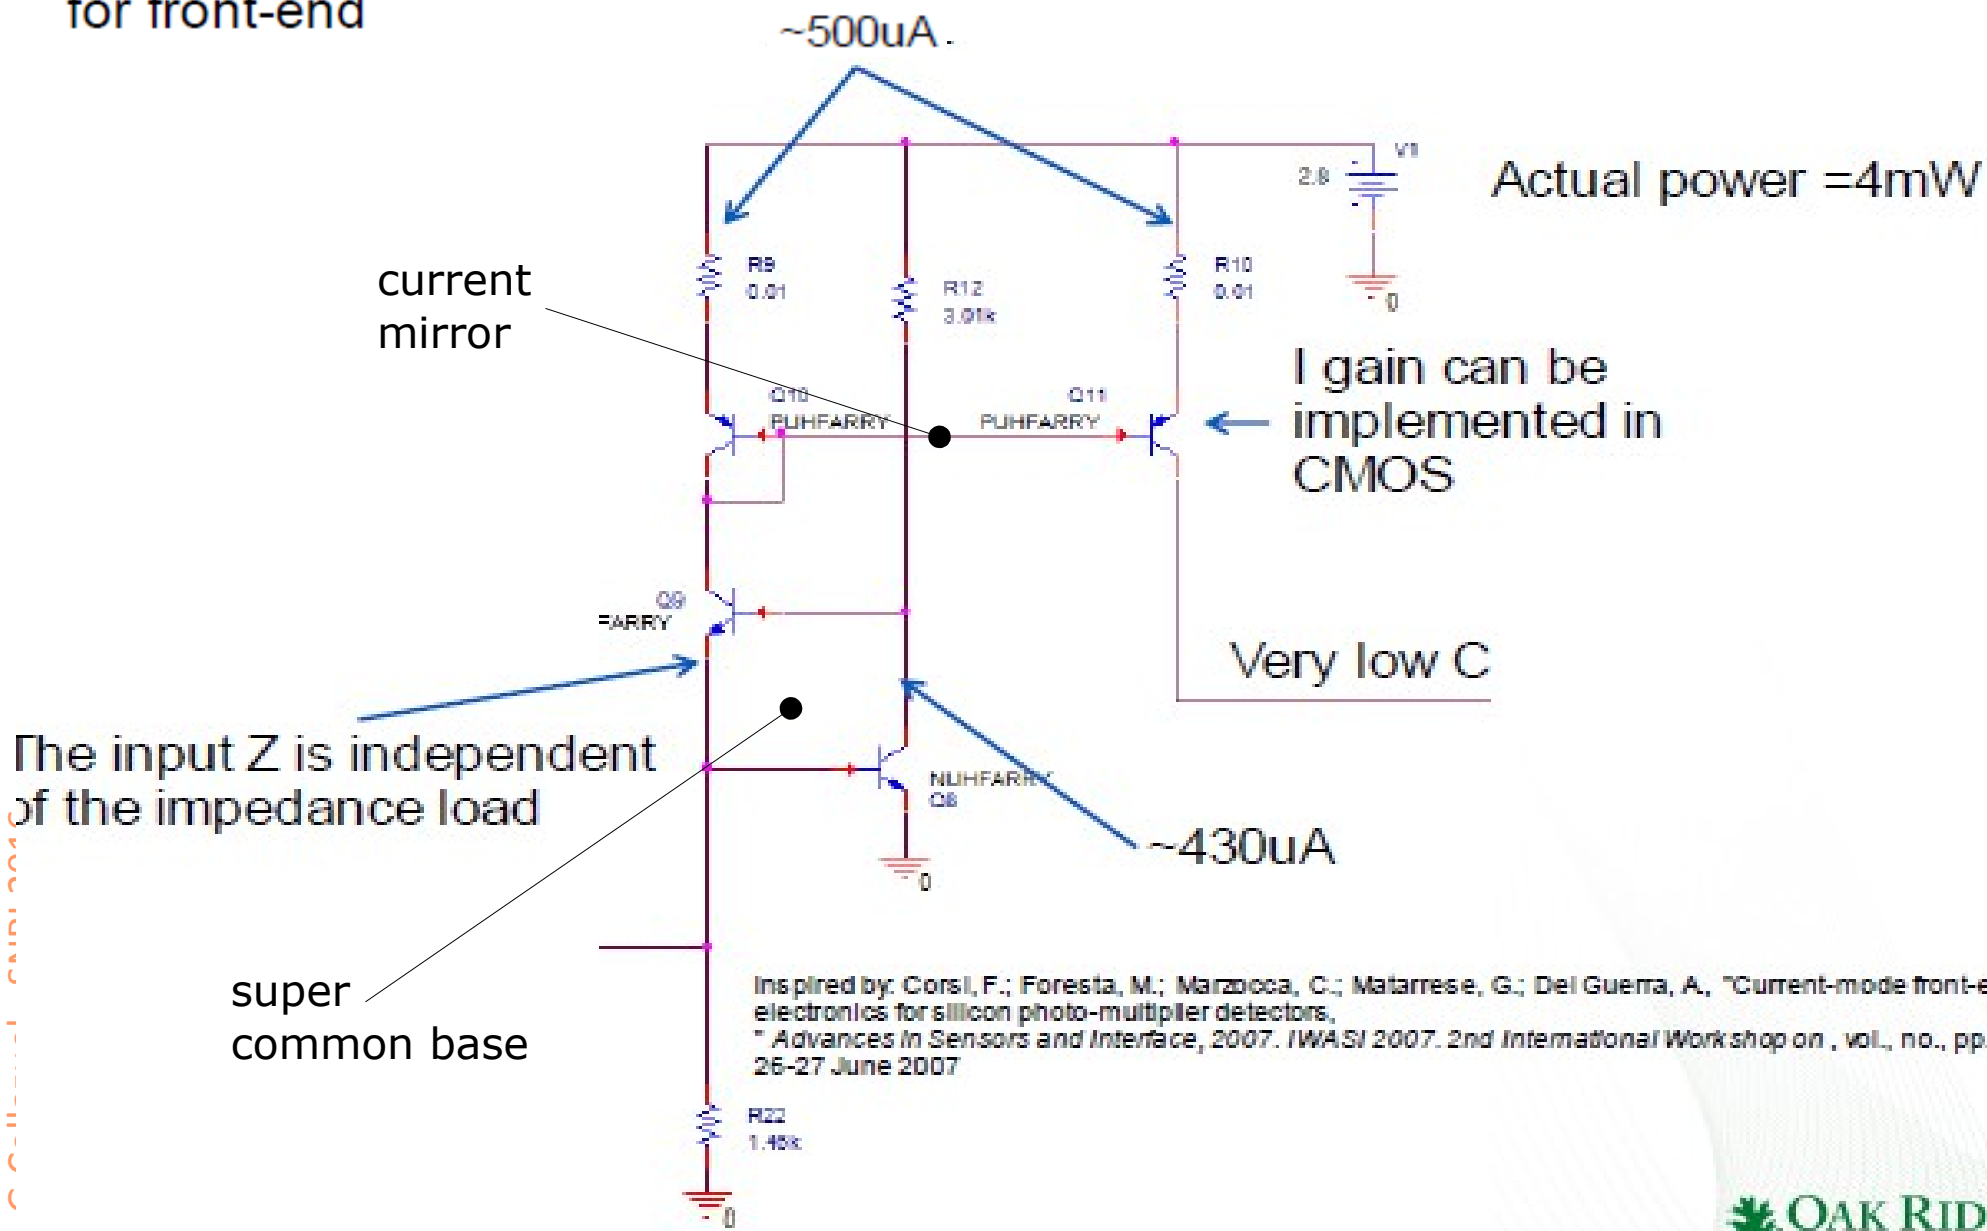 for front-end
~500uA.
V1
2.8
Actual power =4mW
0
R9
0.01
R12
3.01k
R10
0.01
current
mirror
I gain can be
implemented in
CMOS
Q10
PUHFARRY
Q11
PUHFARRY
Q9
FARRY
Very low C
The input Z is independent
of the impedance load
NUHFARRY
Q8
~430uA
0
super
common base
Inspired by: Corsi, F.; Foresta, M.; Marzocca, C.; Matarrese, G.; Del Guerra, A., "Current-mode front-e
electronics for silicon photo-multiplier detectors,
" Advances in Sensors and Interface, 2007. IWASI 2007. 2nd International Workshop on , vol., no., pp.
26-27 June 2007
R22
1.46k
0
OAK RID